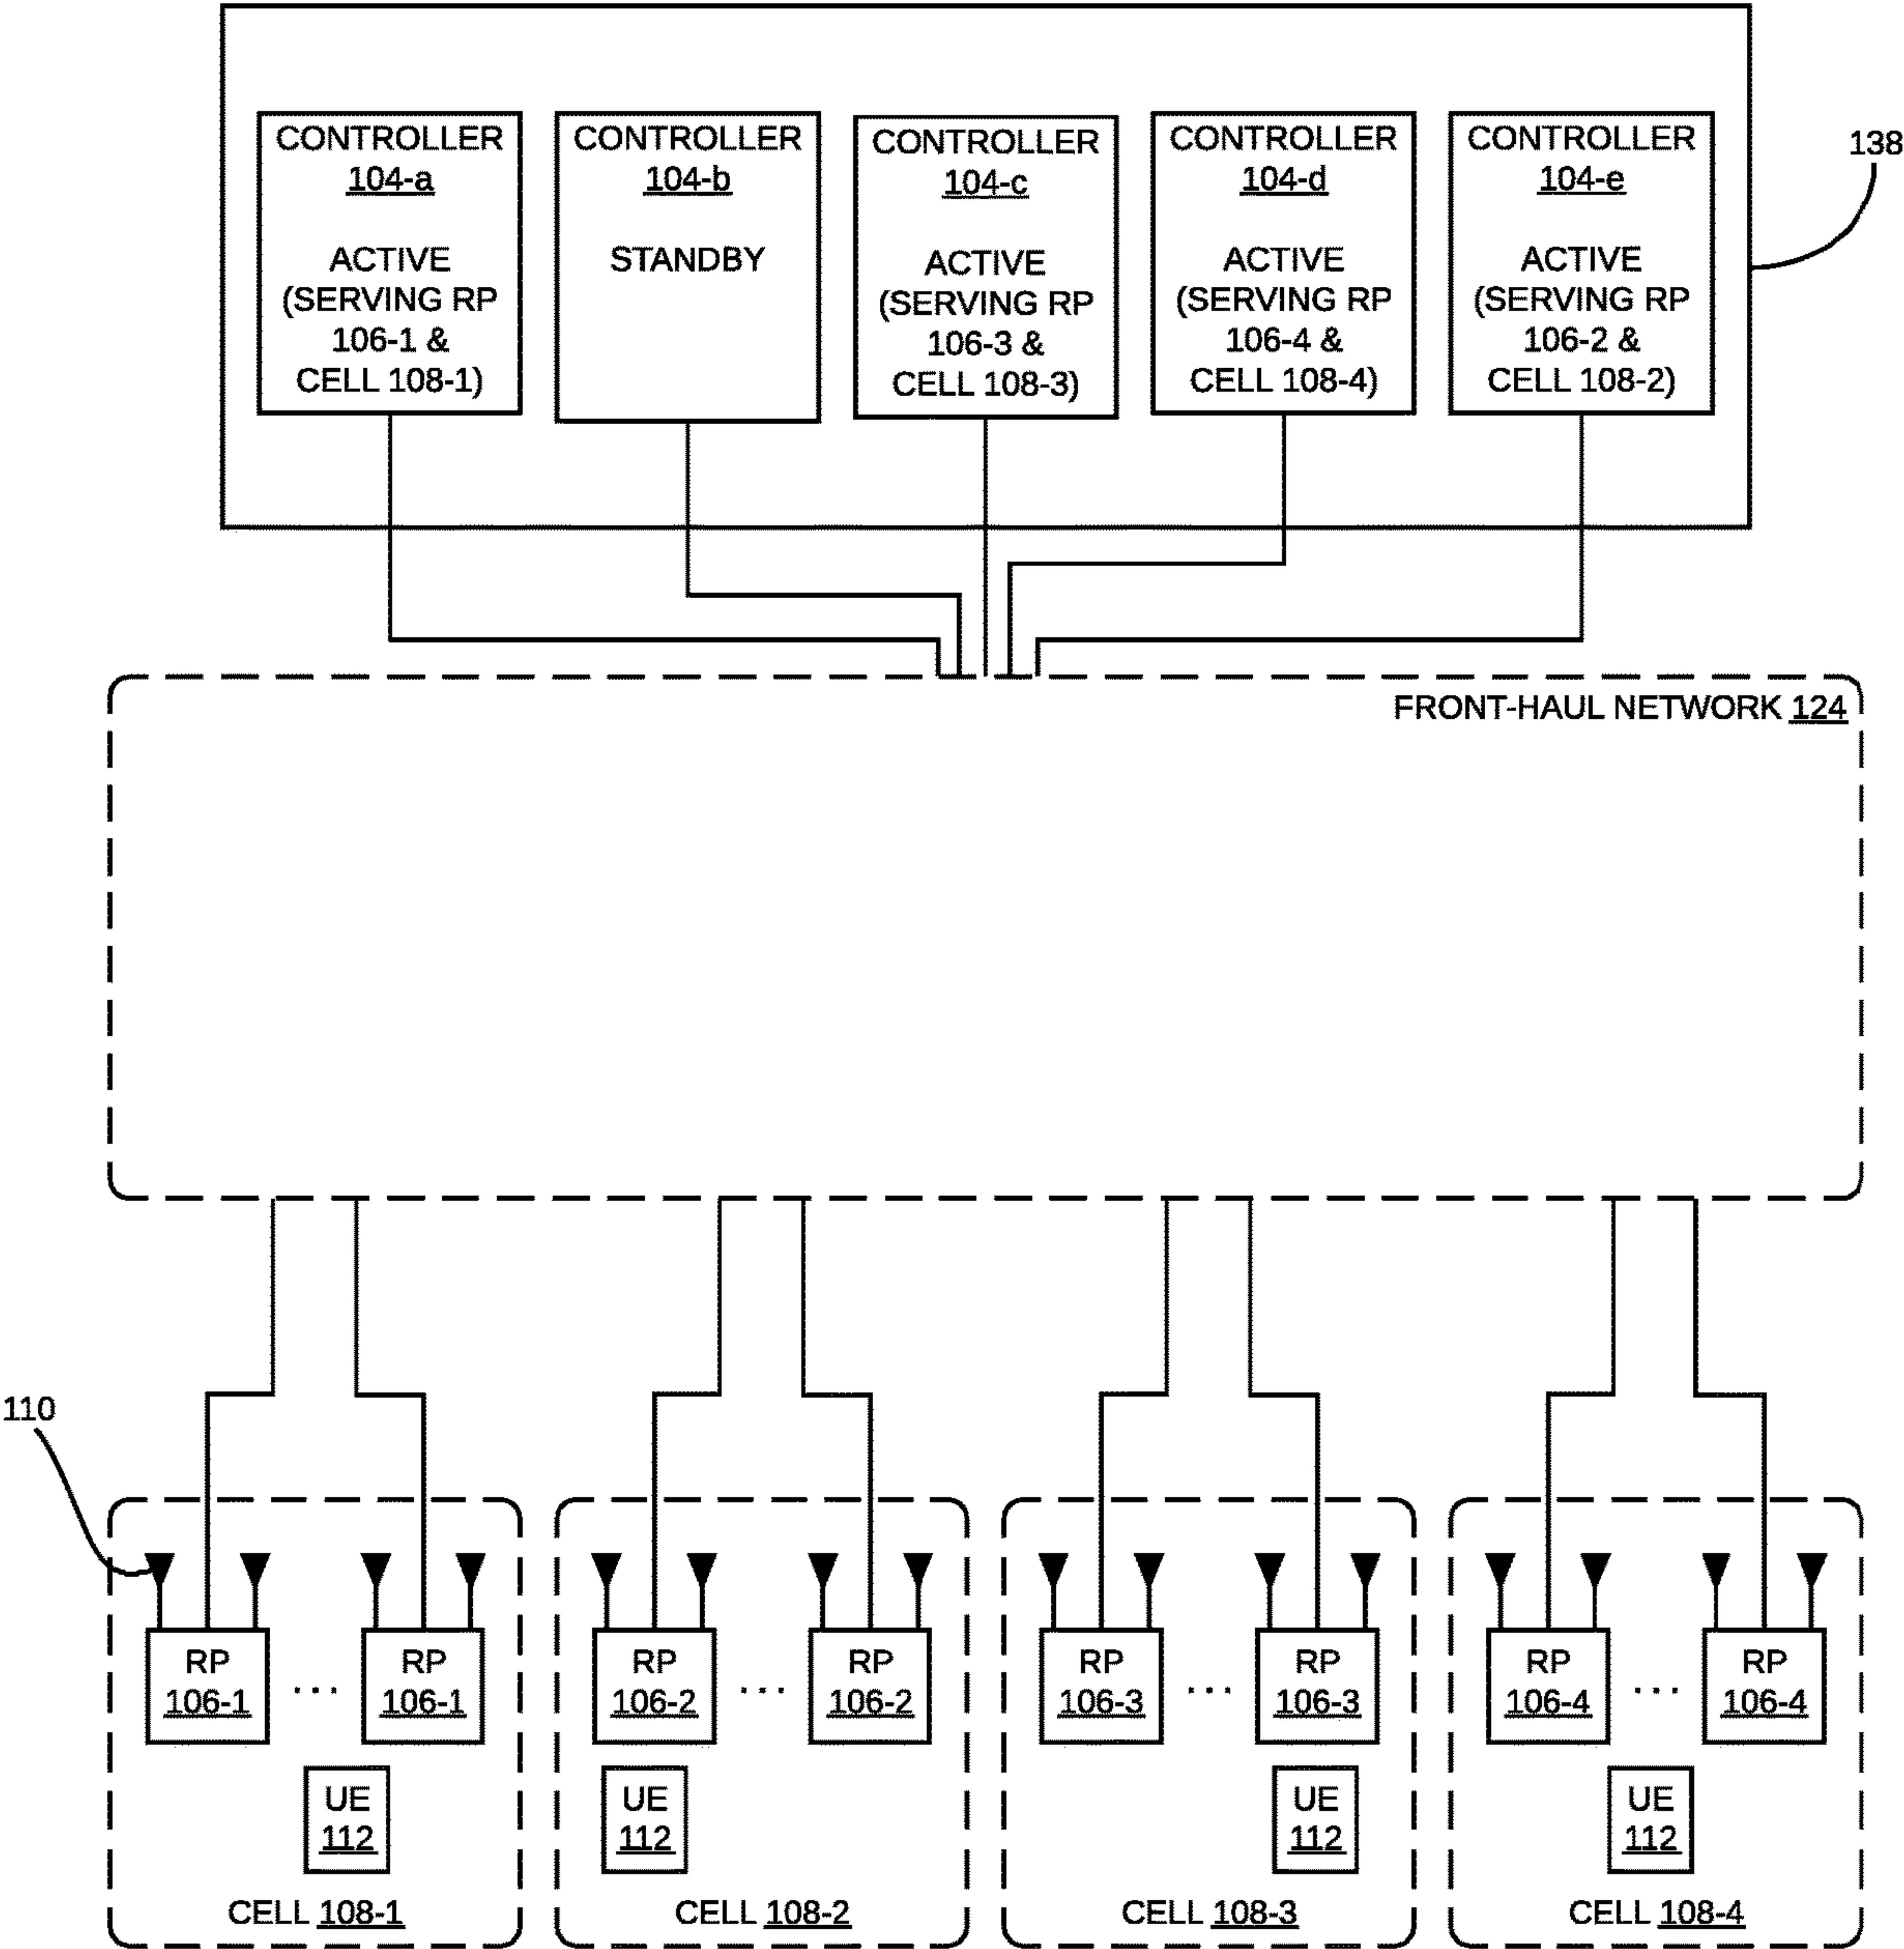 138
CONTROLLER
104-a
ACTIVE
(SERVING RP
106-1 &
CELL 108-1)
CONTROLLER
104-b
STANDBY
CONTROLLER
104-c
ACTIVE
(SERVING RP
106-3 &
CELL 108-3)
CONTROLLER
104-d
ACTIVE
(SERVING RP
106-4 &
CELL 108-4)
CONTROLLER
104-e
ACTIVE
(SERVING RP
106-2 &
CELL 108-2)
FRONT-HAUL NETWORK 124
110
RP
106-1
...
RP
106-1
UE
112
CELL 108-1
RP
106-2
...
RP
106-2
UE
112
CELL 108-2
RP
106-3
...
RP
106-3
UE
112
CELL 108-3
RP
106-4
...
RP
106-4
UE
112
CELL 108-4